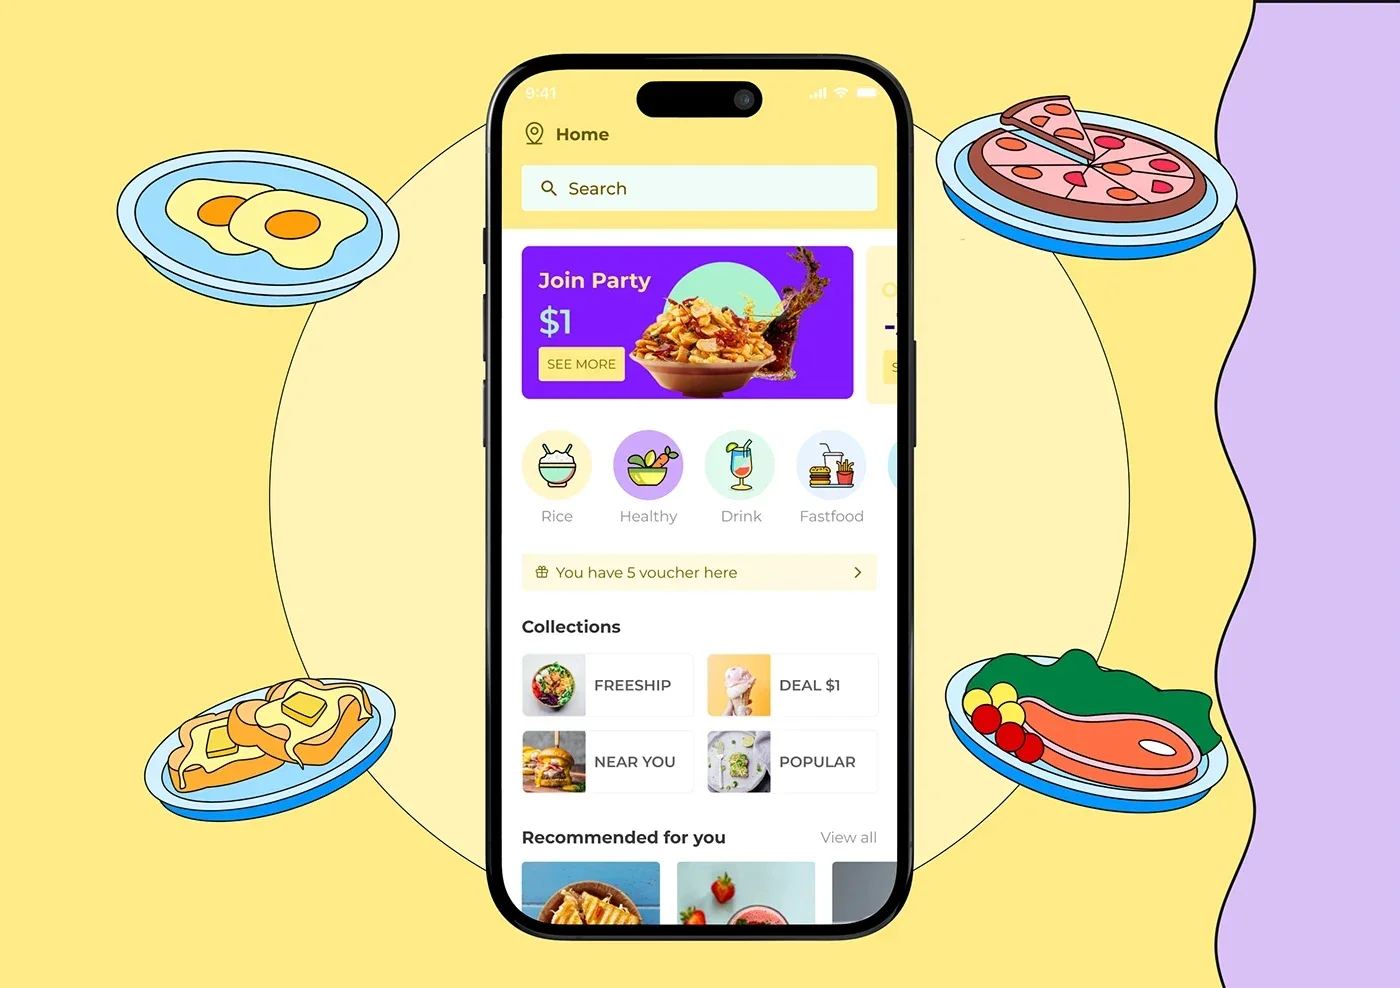 9:41
Home
Search
Join Party
$1
SEE MORE
Rice
Healthy
Drink
Fastfood
You have 5 voucher here
Collections
FREESHIP
DEAL $1
NEAR YOU
POPULAR
Recommended for you
View all